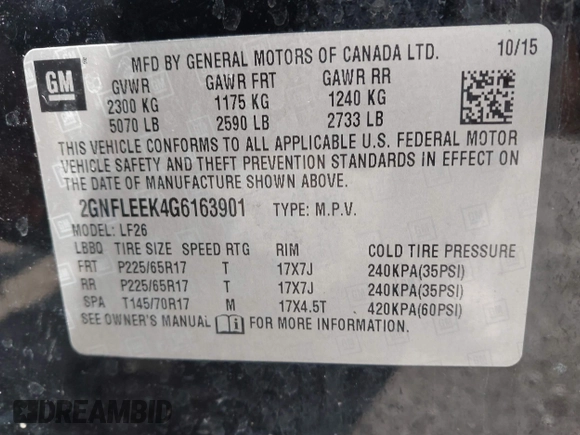 GM
MFD BY GENERAL MOTORS OF CANADA LTD. 10/15
GVWR GAWR FRT GAWR RR
2300 KG 1175 KG 1240 KG
5070 LB 2590 LB 2733 LB
THIS VEHICLE CONFORMS TO ALL APPLICABLE U.S. FEDERAL MOTOR
VEHICLE SAFETY AND THEFT PREVENTION STANDARDS IN EFFECT ON
THE DATE OF MANUFACTURE SHOWN ABOVE.
2GNFLEEK4G6163901 TYPE: M.P.V.
MODEL: LF26
LBBQ TIRE SIZE SPEED RTG RIM COLD TIRE PRESSURE
FRT P225/65R17 T 17X7J 240KPA(35PSI)
RR P225/65R17 T 17X7J 240KPA(35PSI)
SPA T145/70R17 M 17X4.5T 420KPA(60PSI)
SEE OWNER'S MANUAL FOR MORE INFORMATION.
DREAMBID